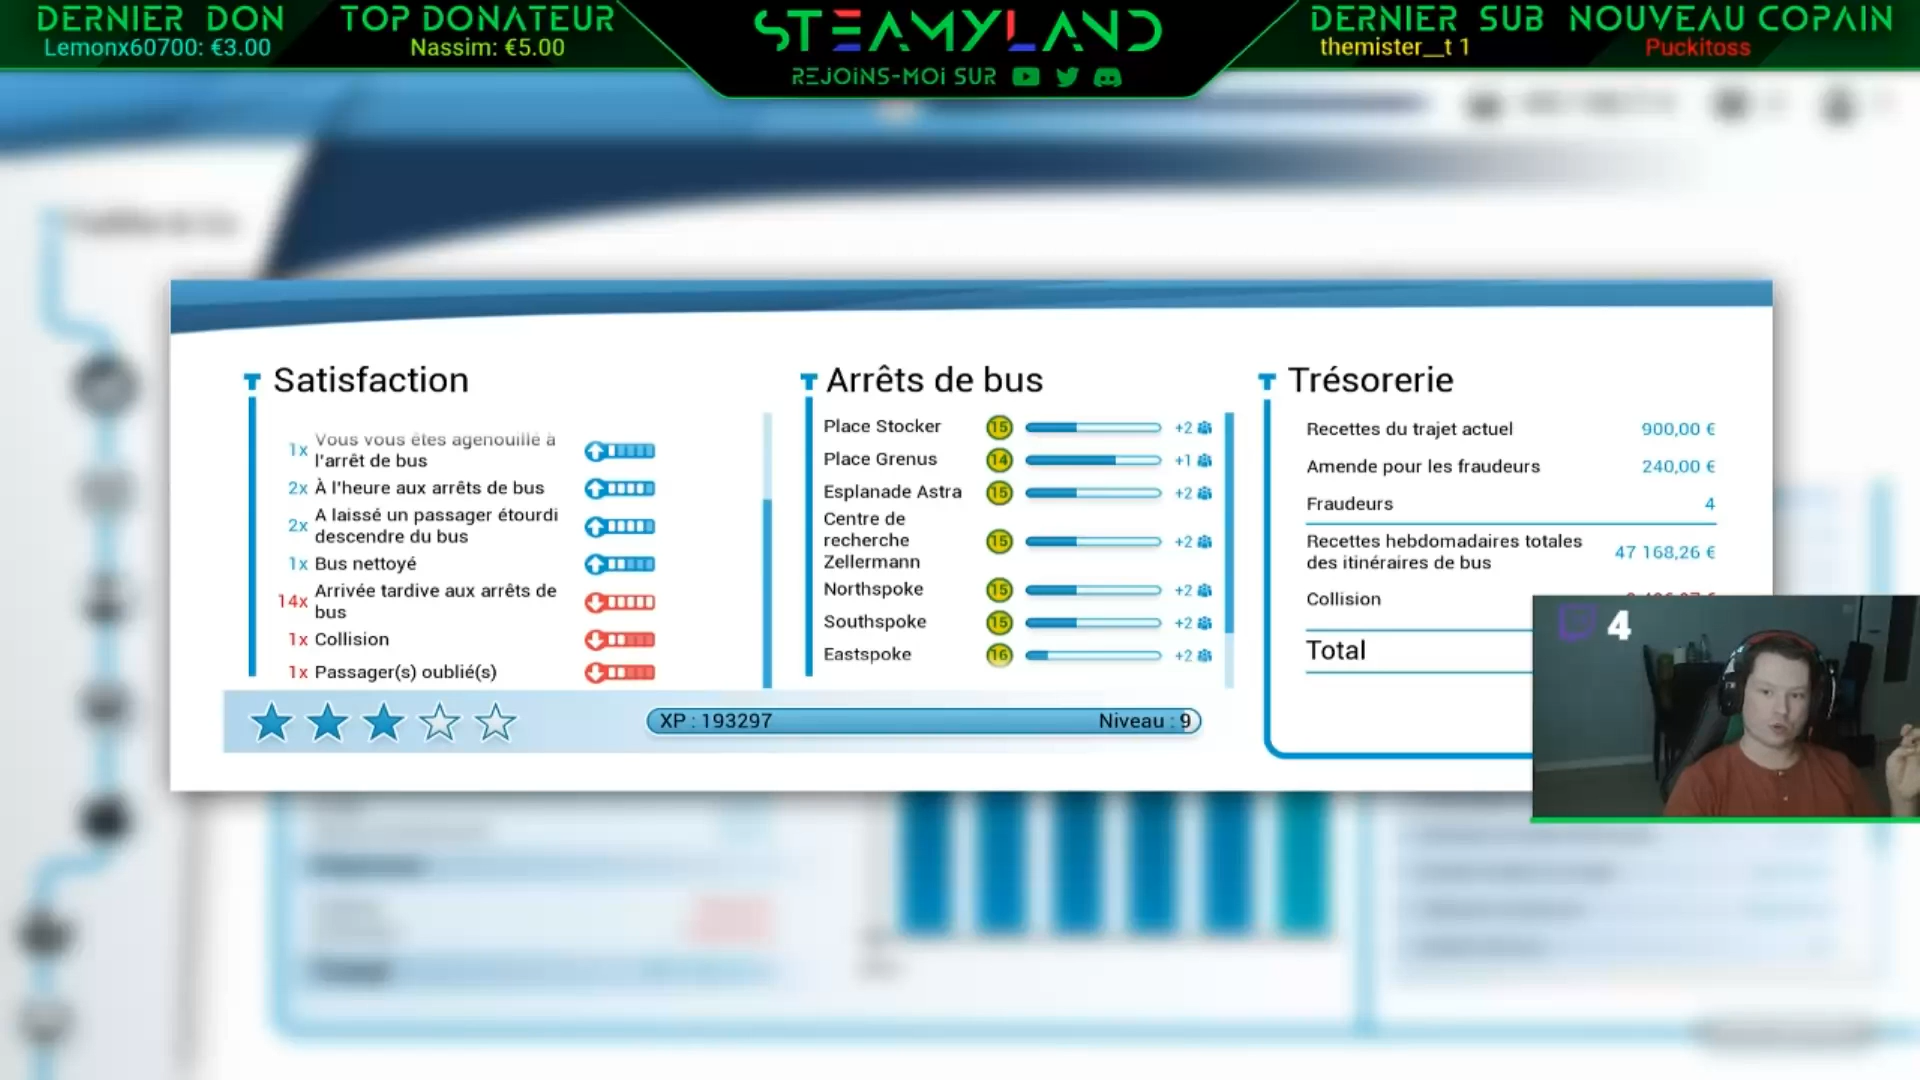 DERNIER DON
Lemonx60700: €3.00
TOP DONATEUR
Nassim: €5.00
STEAMYLAND
REJOINS-MOI SUR
DERNIER SUB
themister__t 1
NOUVEAU COPAIN
Puckitoss
Satisfaction
1x Vous vous êtes agenouillé à
l'arrêt de bus
2x À l'heure aux arrêts de bus
2x A laissé un passager étourdi
descendre du bus
1x Bus nettoyé
14x Arrivée tardive aux arrêts de
bus
1x Collision
1x Passager(s) oublié(s)
XP : 193297
Niveau : 9
Arrêts de bus
Place Stocker 15 +2
Place Grenus 14 +1
Esplanade Astra 15 +2
Centre de
recherche
Zellermann 15 +2
Northspoke 15 +2
Southspoke 15 +2
Eastspoke 16 +2
Trésorerie
Recettes du trajet actuel 900,00 €
Amende pour les fraudeurs 240,00 €
Fraudeurs 4
Recettes hebdomadaires totales
des itinéraires de bus 47 168,26 €
Collision
Total
4